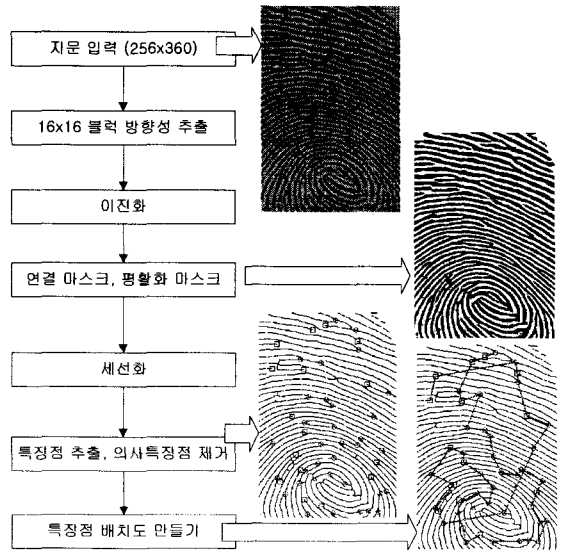 지문 입력 (256x360)
16x16 블럭 방향성 추출
이진화
연결 마스크, 평활화 마스크
세선화
특징점 추출, 의사특징점 제거
특징점 배치도 만들기